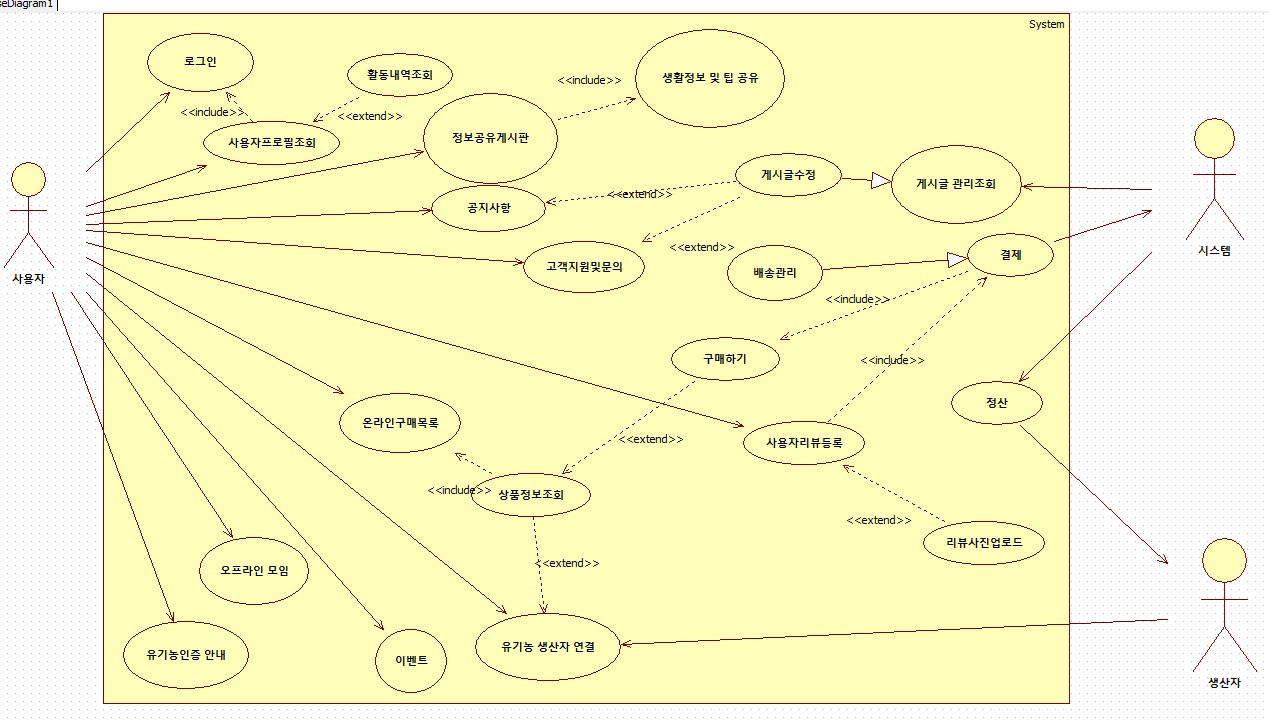 seDiagram1
System
로그인
활동내역조회
생활정보 및 팁 공유
<<include>>
<<include>>
<<extend>>
사용자프로필조회
정보공유게시판
게시글수정
게시글 관리조회
<<extend>>
공지사항
사용자
시스템
<<extend>>
고객지원및문의
배송관리
결제
<<include>>
구매하기
<<include>>
정산
온라인구매목록
<<extend>>
사용자리뷰등록
<<include>>
상품정보조회
<<extend>>
리뷰사진업로드
<<extend>>
오프라인 모임
유기농인증 안내
이벤트
유기농 생산자 연결
생산자